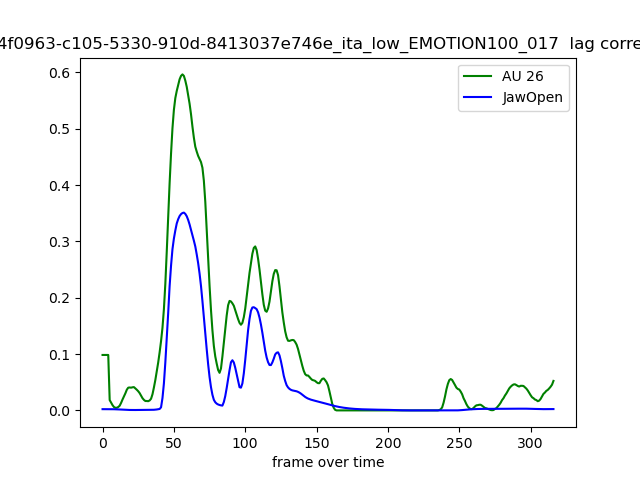 4f0963-c105-5330-910d-8413037e746e_ita_low_EMOTION100_017 lag corre
AU 26
JawOpen
0.6
0.5
0.4
0.3
0.2
0.1
0.0
0 50 100 150 200 250 300
frame over time